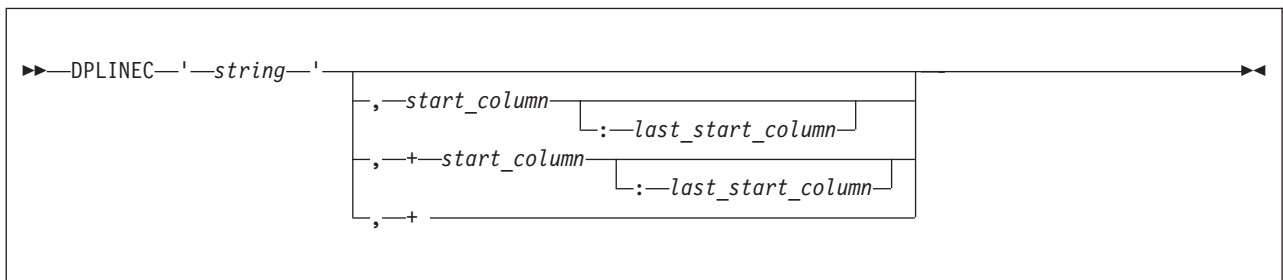 ►►—DPLINEC—'—string—'
,—start_column
:—last_start_column
,—+—start_column
:—last_start_column
,—+